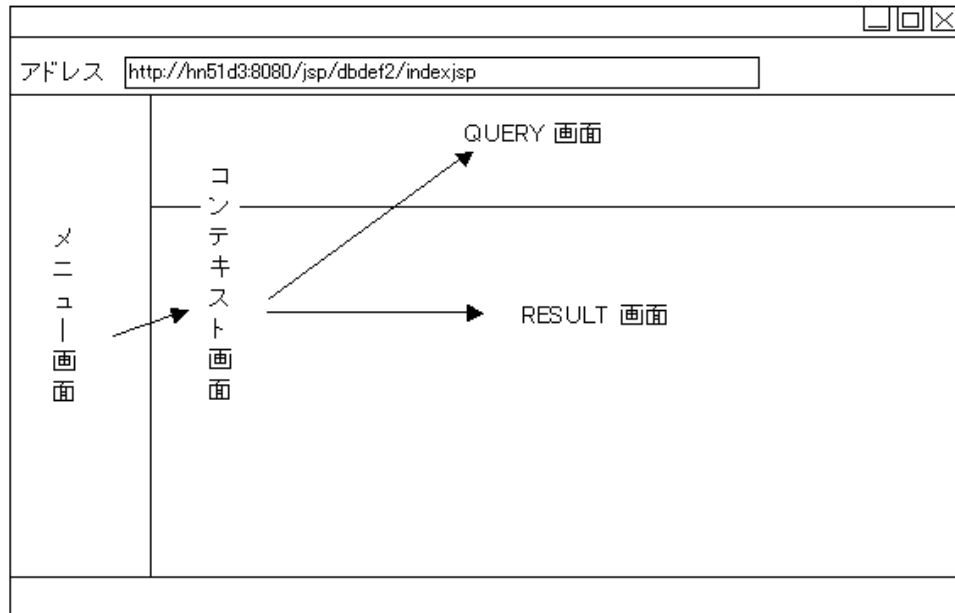 アドレス http://hn51d3:8080/jsp/dbdef2/indexjsp
QUERY 画面
メニュー画面
コンテキスト画面
RESULT 画面